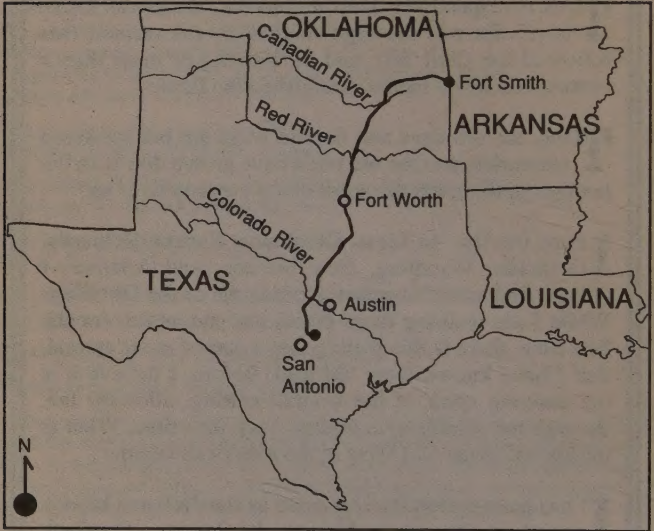 OKLAHOMA
Canadian River
Fort Smith
Red River
ARKANSAS
Fort Worth
Colorado River
TEXAS
Austin
LOUISIANA
San
Antonio
N